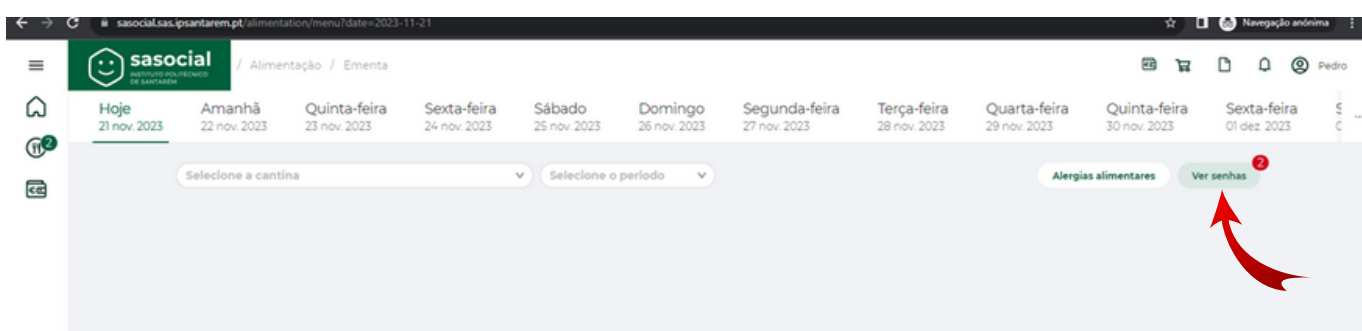 sasocial.sas.ipsantarem.pt/alimentation/menu?date=2023-11-21
Navegação anónima
sasocial
INSTITUTO POLITÉCNICO
DE SANTARÉM
/ Alimentação / Ementa
Pedro
Hoje Amanhã Quinta-feira Sexta-feira Sábado Domingo Segunda-feira Terça-feira Quarta-feira Quinta-feira Sexta-feira S
21 nov. 2023 22 nov. 2023 23 nov. 2023 24 nov. 2023 25 nov. 2023 26 nov. 2023 27 nov. 2023 28 nov. 2023 29 nov. 2023 30 nov. 2023 01 dez. 2023 0
...
2
Selecione a cantina Selecione o período Alergias alimentares Ver senhas 2